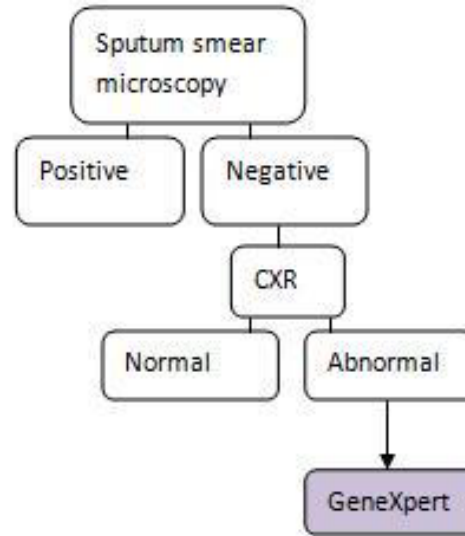 Sputum smear
microscopy
Positive
Negative
CXR
Normal
Abnormal
GeneXpert